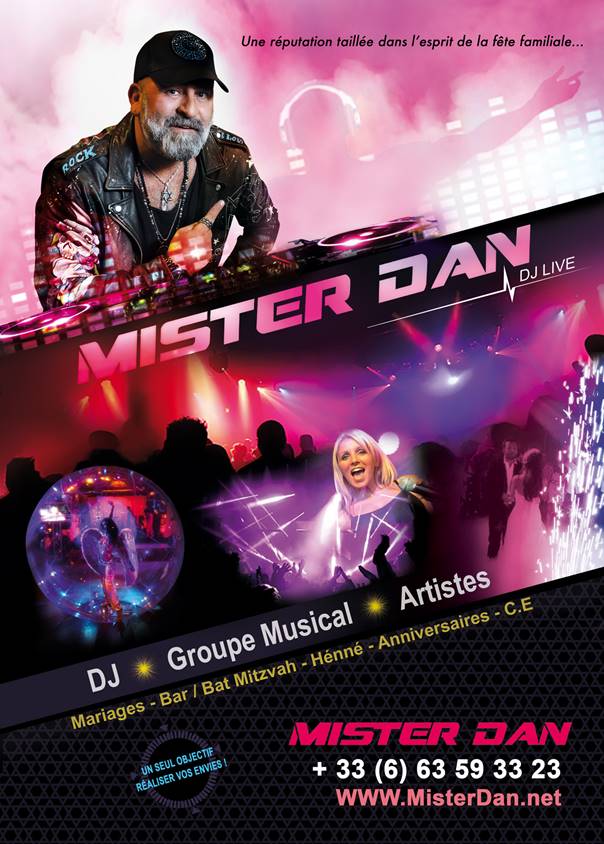 Une réputation taillée dans l'esprit de la fête familiale...
ROCK
MISTER DAN
DJ LIVE
DJ Groupe Musical Artistes
Mariages - Bar / Bat Mitzvah - Hénné - Anniversaires - C.E
UN SEUL OBJECTIF
RÉALISER VOS ENVIES !
MISTER DAN
+ 33 (6) 63 59 33 23
WWW.MisterDan.net